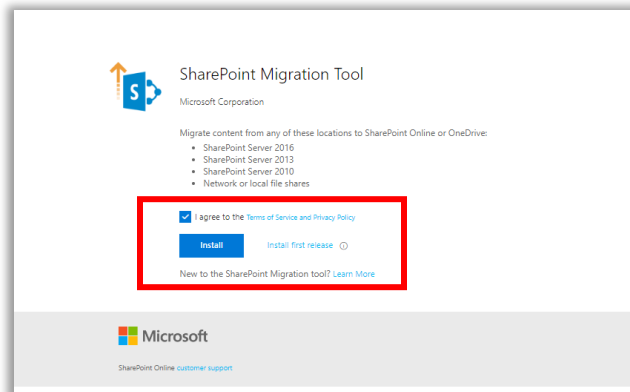 S
SharePoint Migration Tool
Microsoft Corporation
Migrate content from any of these locations to SharePoint Online or OneDrive:
• SharePoint Server 2016
• SharePoint Server 2013
• SharePoint Server 2010
• Network or local file shares
I agree to the Terms of Service and Privacy Policy
Install Install first release
New to the SharePoint Migration tool? Learn More
Microsoft
SharePoint Online customer support